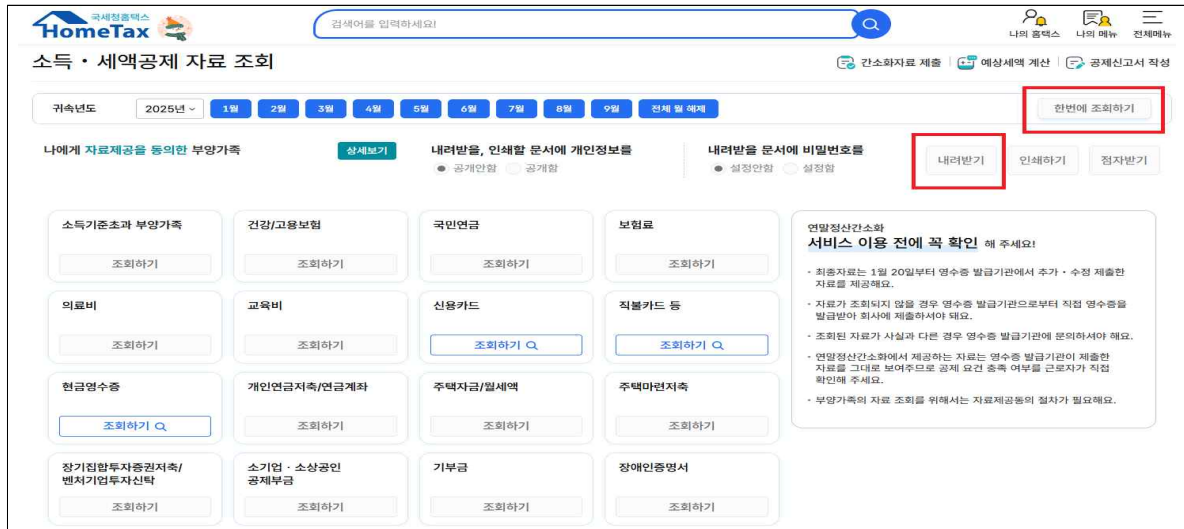 국세청홈택스
HomeTax
검색어를 입력하세요!
나의 홈택스 나의 메뉴 전체메뉴
소득・세액공제 자료 조회
간소화자료 제출 예상세액 계산 공제신고서 작성
귀속년도 2025년 1월 2월 3월 4월 5월 6월 7월 8월 9월 전체 월 해제 한번에 조회하기
나에게 자료제공을 동의한 부양가족 상세보기
내려받을, 인쇄할 문서에 개인정보를
공개안함 공개함
내려받을 문서에 비밀번호를
설정안함 설정함
내려받기 인쇄하기 점자받기
소득기준초과 부양가족 건강/고용보험 국민연금 보험료
조회하기 조회하기 조회하기 조회하기
의료비 교육비 신용카드 직불카드 등
조회하기 조회하기 조회하기 조회하기
현금영수증 개인연금저축/연금계좌 주택자금/월세액 주택마련저축
조회하기 조회하기 조회하기 조회하기
장기집합투자증권저축/ 소기업・소상공인 기부금 장애인증명서
벤처기업투자신탁 공제부금
조회하기 조회하기 조회하기 조회하기
연말정산간소화
서비스 이용 전에 꼭 확인 해 주세요!
- 최종자료는 1월 20일부터 영수증 발급기관에서 추가・수정 제출한
자료를 제공해요.
- 자료가 조회되지 않을 경우 영수증 발급기관으로부터 직접 영수증을
발급받아 회사에 제출하셔야 돼요.
- 조회된 자료가 사실과 다른 경우 영수증 발급기관에 문의하셔야 해요.
- 연말정산간소화에서 제공하는 자료는 영수증 발급기관이 제출한
자료를 그대로 보여주므로 공제 요건 충족 여부를 근로자가 직접
확인해 주세요.
- 부양가족의 자료 조회를 위해서는 자료제공동의 절차가 필요해요.